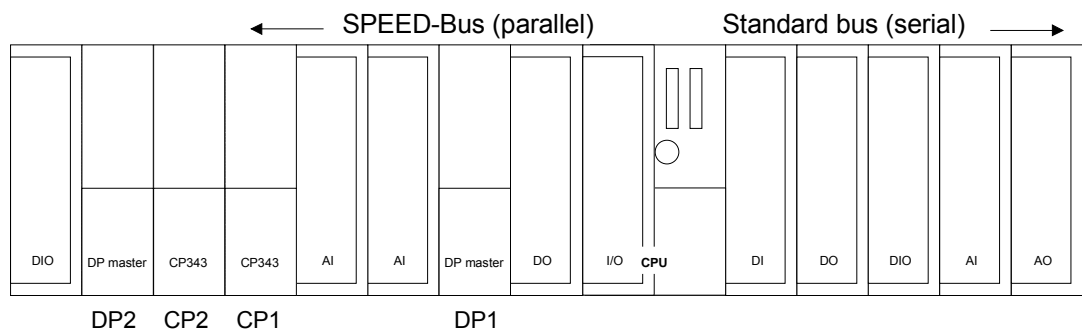 SPEED-Bus (parallel) Standard bus (serial)
DIO DP master CP343 CP343 AI AI DP master DO I/O CPU DI DO DIO AI AO
DP2 CP2 CP1 DP1